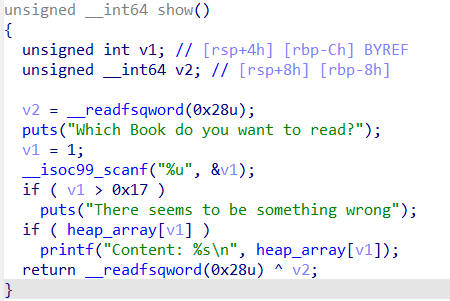 unsigned __int64 show()
{
  unsigned int v1; // [rsp+4h] [rbp-Ch] BYREF
  unsigned __int64 v2; // [rsp+8h] [rbp-8h]

  v2 = __readfsqword(0x28u);
  puts("Which Book do you want to read?");
  v1 = 1;
  __isoc99_scanf("%u", &v1);
  if ( v1 > 0x17 )
    puts("There seems to be something wrong");
  if ( heap_array[v1] )
    printf("Content: %s\n", heap_array[v1]);
  return __readfsqword(0x28u) ^ v2;
}